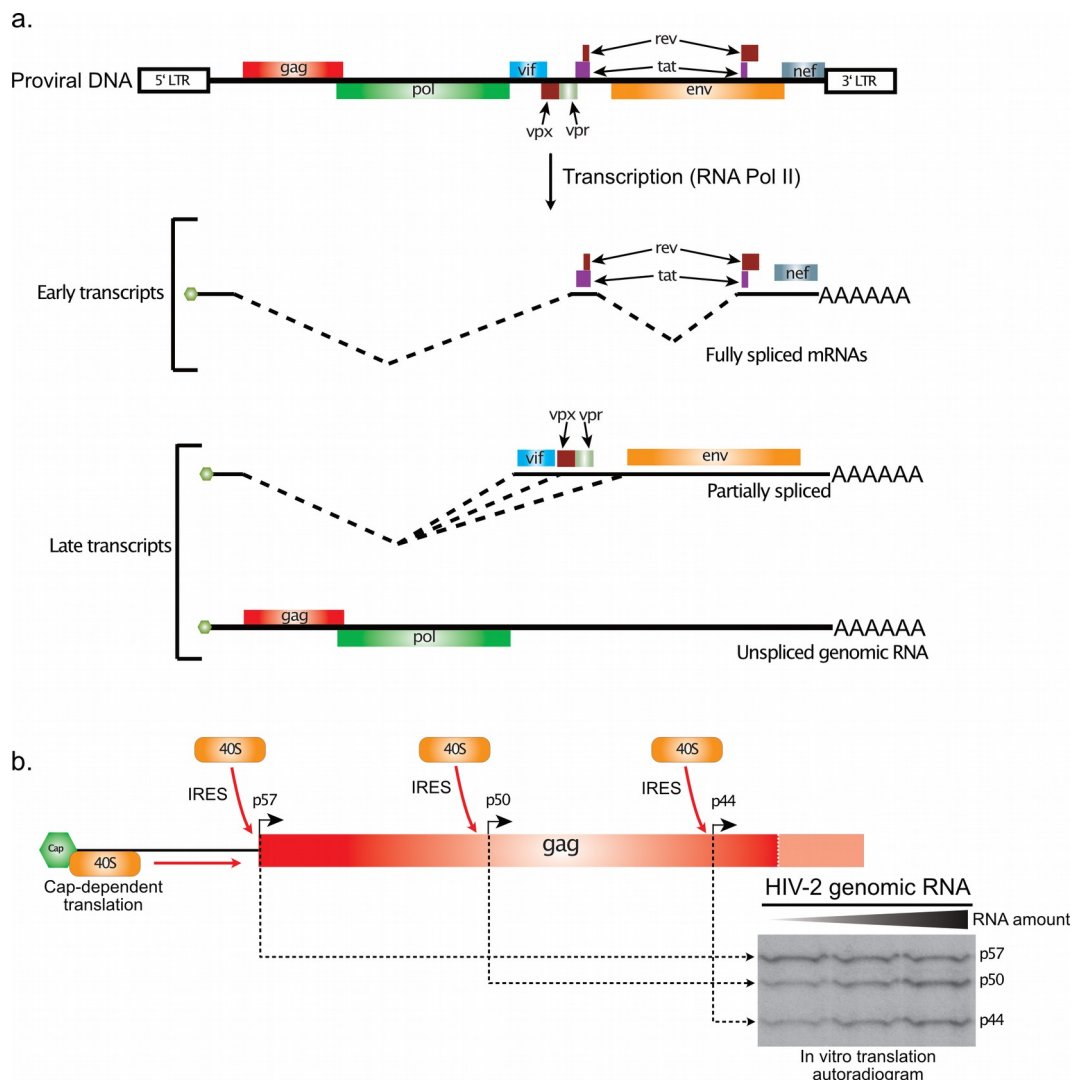 a.
rev
gag
vif
tat
nef
Proviral DNA
5' LTR
3' LTR
pol
env
vpx
vpr
Transcription (RNA Pol II)
rev
tat
nef
Early transcripts
AAAAAA
Fully spliced mRNAs
vpx vpr
vif
env
AAAAAA
Partially spliced
Late transcripts
gag
AAAAAA
pol
Unspliced genomic RNA
b.
40S
40S
40S
IRES
IRES
IRES
p57
p50
p44
Cap
gag
40S
Cap-dependent
translation
HIV-2 genomic RNA
RNA amount
p57
p50
p44
In vitro translation
autoradiogram